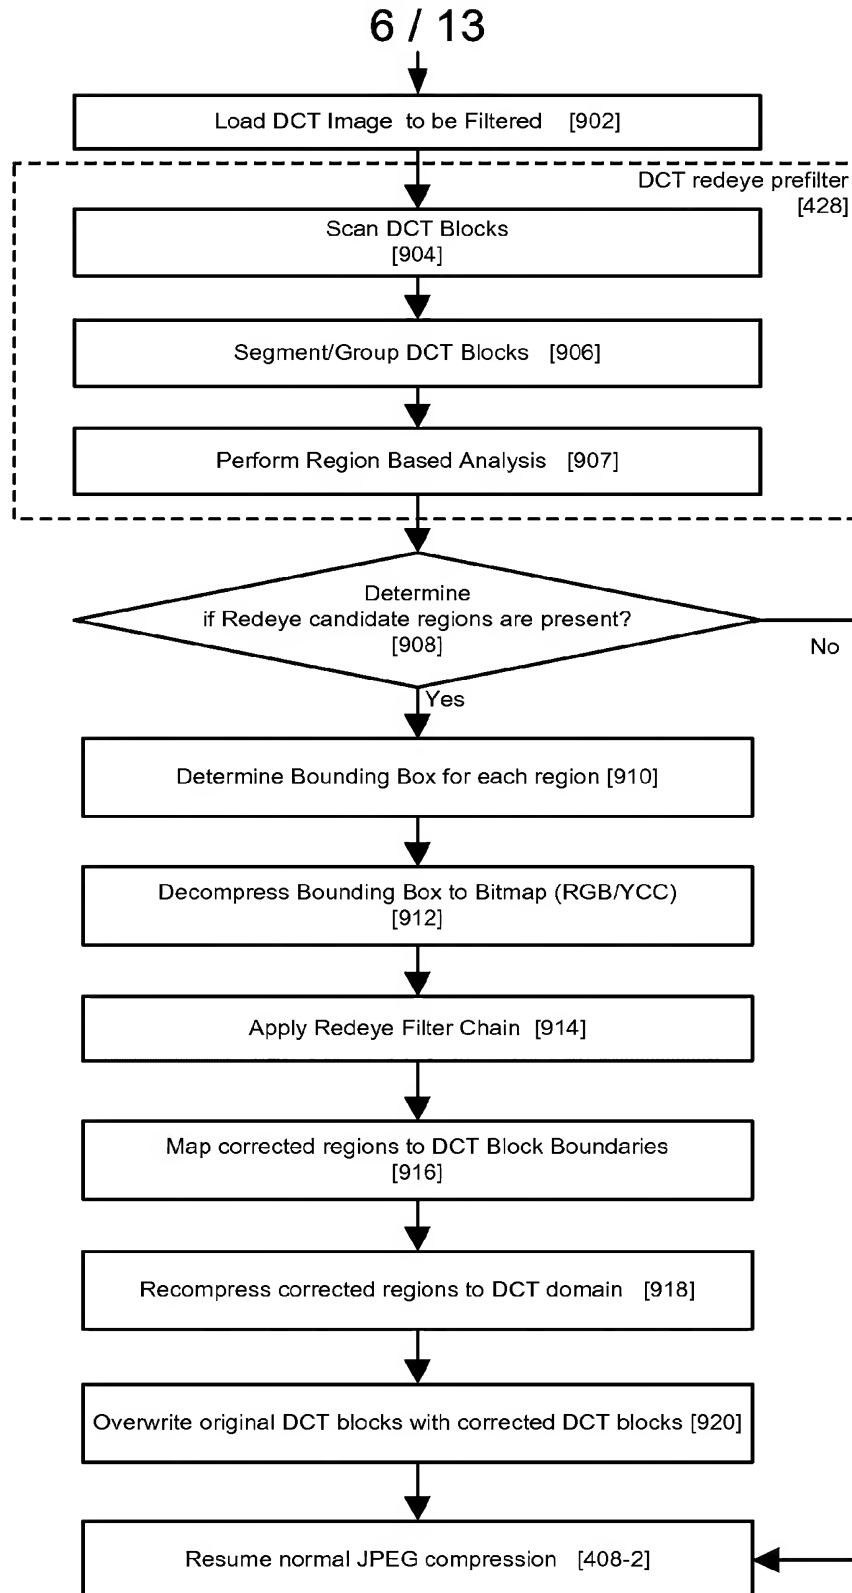 6 / 13
Load DCT Image to be Filtered [902]
DCT redeye prefilter
[428]
Scan DCT Blocks
[904]
Segment/Group DCT Blocks [906]
Perform Region Based Analysis [907]
Determine
if Redeye candidate regions are present?
[908]
No
Yes
Determine Bounding Box for each region [910]
Decompress Bounding Box to Bitmap (RGB/YCC)
[912]
Apply Redeye Filter Chain [914]
Map corrected regions to DCT Block Boundaries
[916]
Recompress corrected regions to DCT domain [918]
Overwrite original DCT blocks with corrected DCT blocks [920]
Resume normal JPEG compression [408-2]